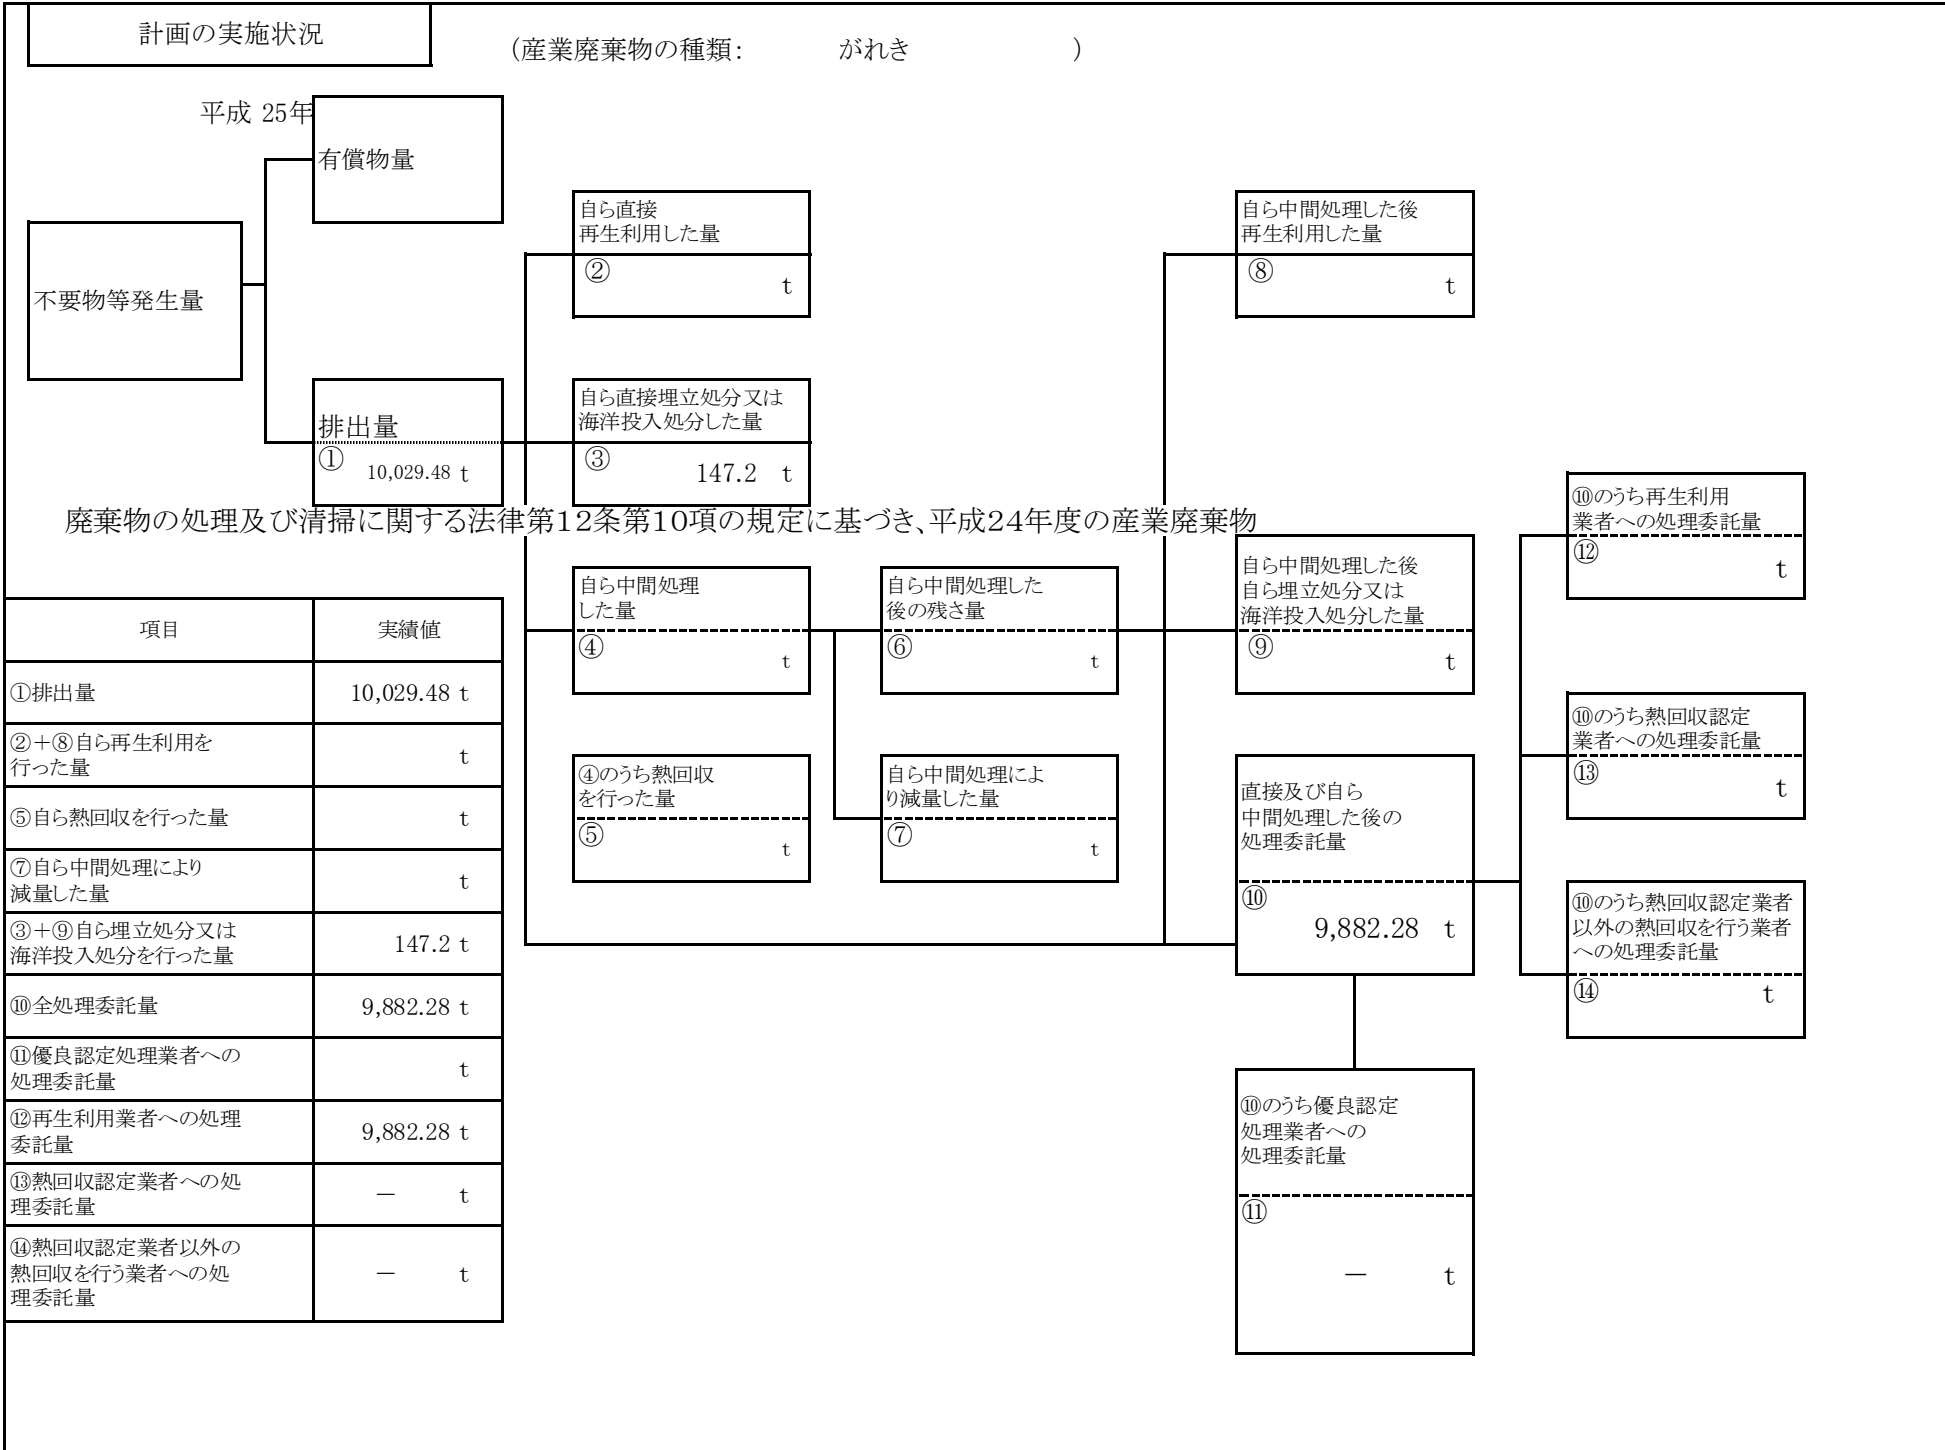 計画の実施状況
（産業廃棄物の種類： がれき ）
平成 25年
有償物量
不要物等発生量
排出量
① 10,029.48 t
自ら直接
再生利用した量
② t
自ら直接埋立処分又は
海洋投入処分した量
③ 147.2 t
自ら中間処理した後
再生利用した量
⑧ t
廃棄物の処理及び清掃に関する法律第12条第10項の規定に基づき、平成24年度の産業廃棄物
自ら中間処理
した量
④ t
自ら中間処理した
後の残さ量
⑥ t
自ら中間処理した後
自ら埋立処分又は
海洋投入処分した量
⑨ t
⑩のうち再生利用
業者への処理委託量
⑫ t
④のうち熱回収
を行った量
⑤ t
自ら中間処理によ
り減量した量
⑦ t
直接及び自ら
中間処理した後の
処理委託量
⑩ 9,882.28 t
⑩のうち熱回収認定
業者への処理委託量
⑬ t
⑩のうち熱回収認定業者
以外の熱回収を行う業者
への処理委託量
⑭ t
⑩のうち優良認定
処理業者への
処理委託量
⑪
－ t
項目 実績値
①排出量 10,029.48 t
②＋⑧自ら再生利用を
行った量 t
⑤自ら熱回収を行った量 t
⑦自ら中間処理により
減量した量 t
③＋⑨自ら埋立処分又は
海洋投入処分を行った量 147.2 t
⑩全処理委託量 9,882.28 t
⑪優良認定処理業者への
処理委託量 t
⑫再生利用業者への処理
委託量 9,882.28 t
⑬熱回収認定業者への処
理委託量 － t
⑭熱回収認定業者以外の
熱回収を行う業者への処
理委託量 － t